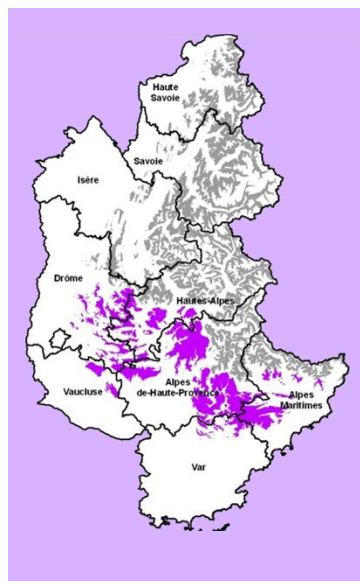 Haute
Savoie
Savoie
Isère
Drôme
Hautes-Alpes
Vaucluse
Alpes
de-Haute-Provence
Alpes
Maritimes
Var